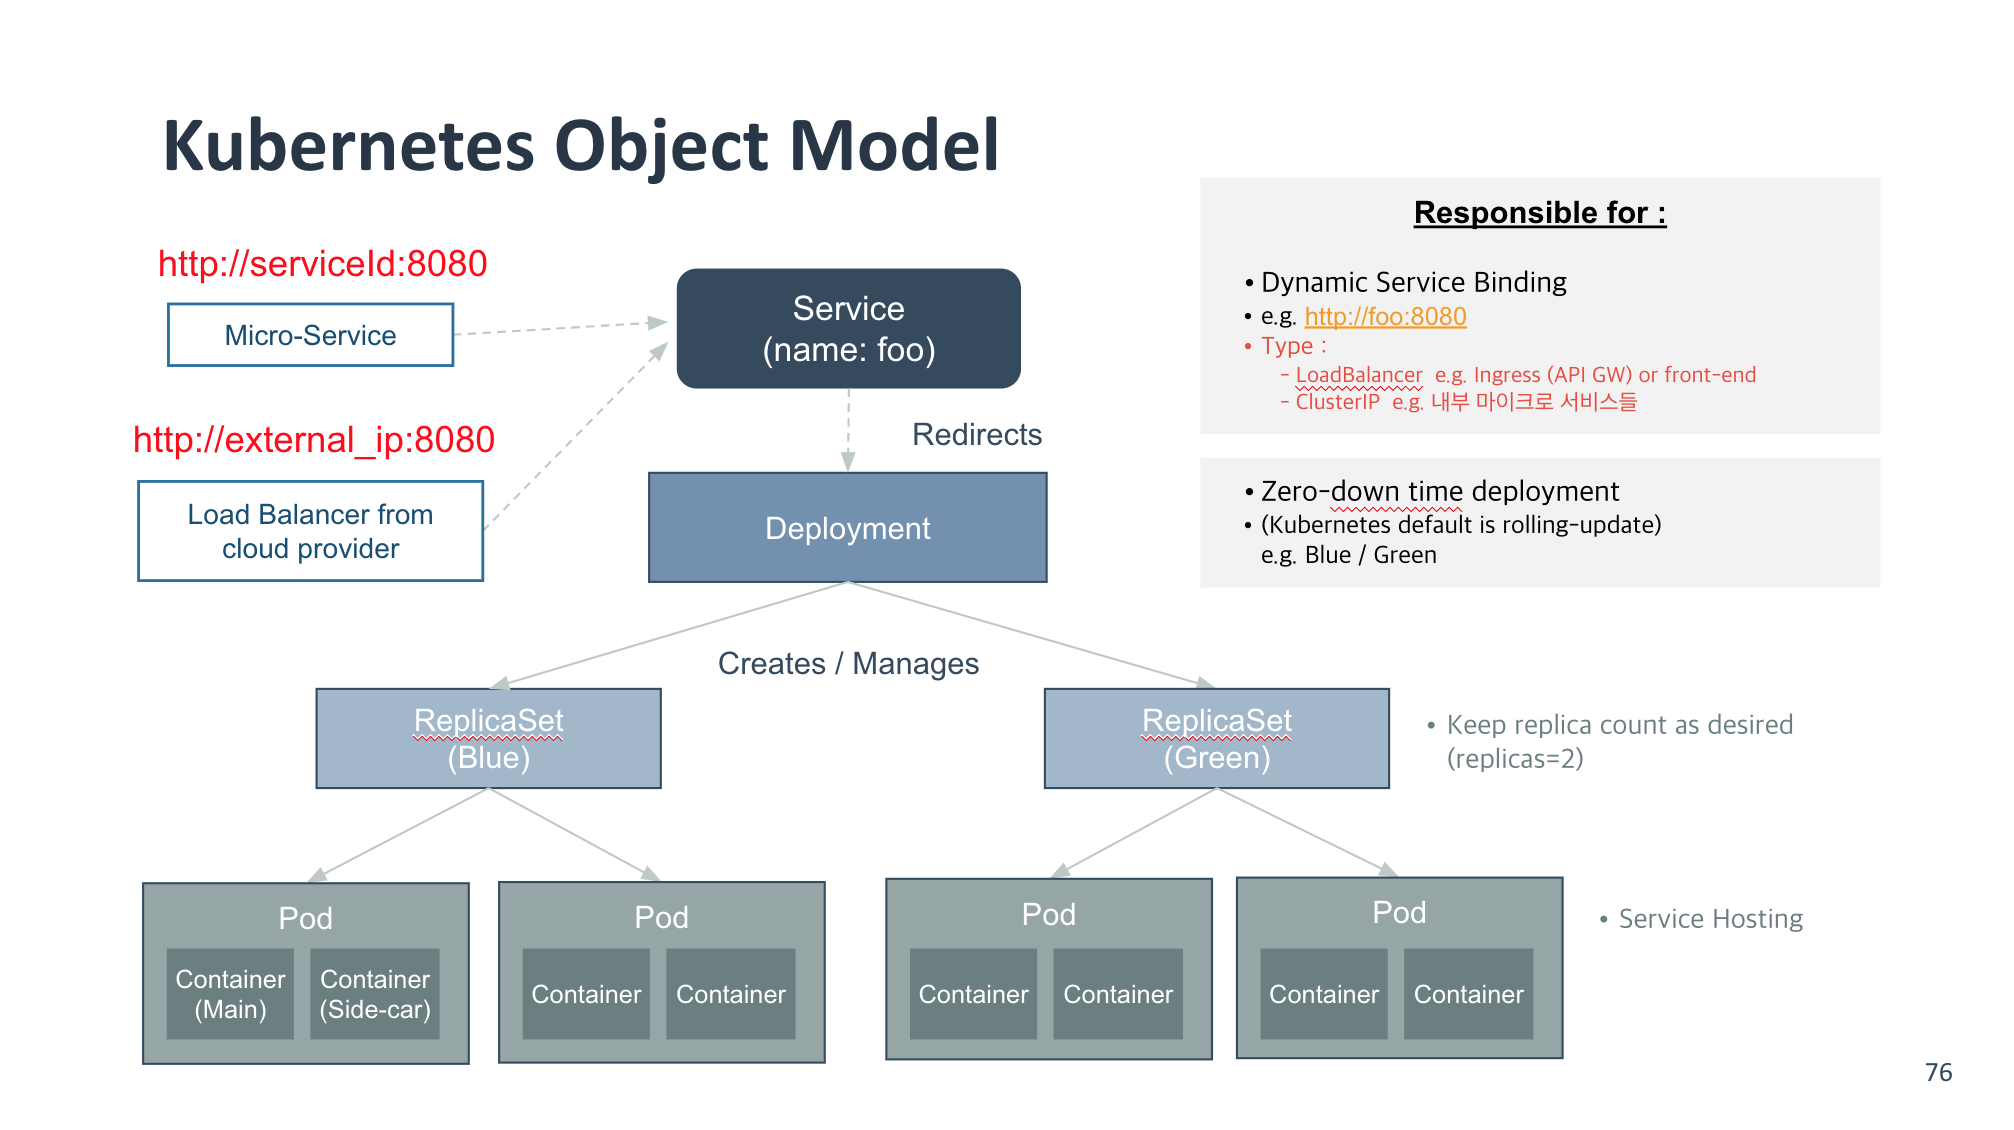 Kubernetes Object Model
http://serviceId:8080
Micro-Service
http://external_ip:8080
Load Balancer from
cloud provider
Service
(name: foo)
Redirects
Deployment
Creates / Manages
Responsible for :
• Dynamic Service Binding
• e.g. http://foo:8080
• Type :
- LoadBalancer e.g. Ingress (API GW) or front-end
- ClusterIP e.g. 내부 마이크로 서비스들
• Zero-down time deployment
• (Kubernetes default is rolling-update)
e.g. Blue / Green
ReplicaSet
(Blue)
ReplicaSet
(Green)
• Keep replica count as desired
(replicas=2)
Pod
Container
(Main)
Container
(Side-car)
Pod
Container
Container
Pod
Container
Container
Pod
Container
Container
• Service Hosting
76